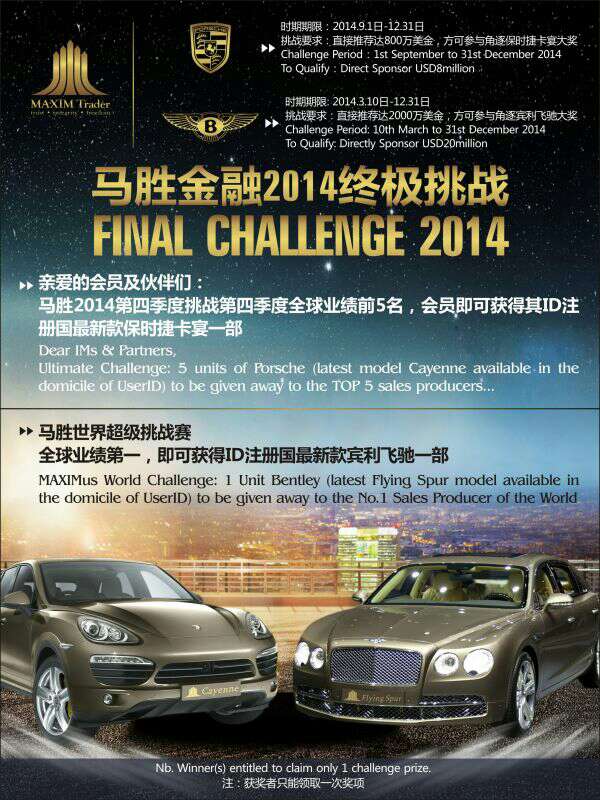 PORSCHE
时期期限：2014.9.1日-12.31日
挑战要求：直接推荐达800万美金，方可参与角逐保时捷卡宴大奖
Challenge Period : 1st September to 31st December 2014
To Qualify : Direct Sponsor USD8million
MAXIM Trader
trust • integrity • freedom
B
时期期限: 2014.3.10日-12.31日
挑战要求：直接推荐达2000万美金，方可参与角逐宾利飞驰大奖
Challenge Period: 10th March to 31st December 2014
To Qualify: Directly Sponsor USD20million
马胜金融2014终极挑战
FINAL CHALLENGE 2014
亲爱的会员及伙伴们：
马胜2014第四季度挑战第四季度全球业绩前5名，会员即可获得其ID注
册国最新款保时捷卡宴一部
Dear IMs & Partners,
Ultimate Challenge: 5 units of Porsche (latest model Cayenne available in the
domicile of UserID) to be given away to the TOP 5 sales producers...
马胜世界超级挑战赛
全球业绩第一，即可获得ID注册国最新款宾利飞驰一部
MAXIMus World Challenge: 1 Unit Bentley (latest Flying Spur model available in
the domicile of UserID) to be given away to the No.1 Sales Producer of the World
Cayenne
Flying Spur
Nb. Winner(s) entitled to claim only 1 challenge prize.
注：获奖者只能领取一次奖项